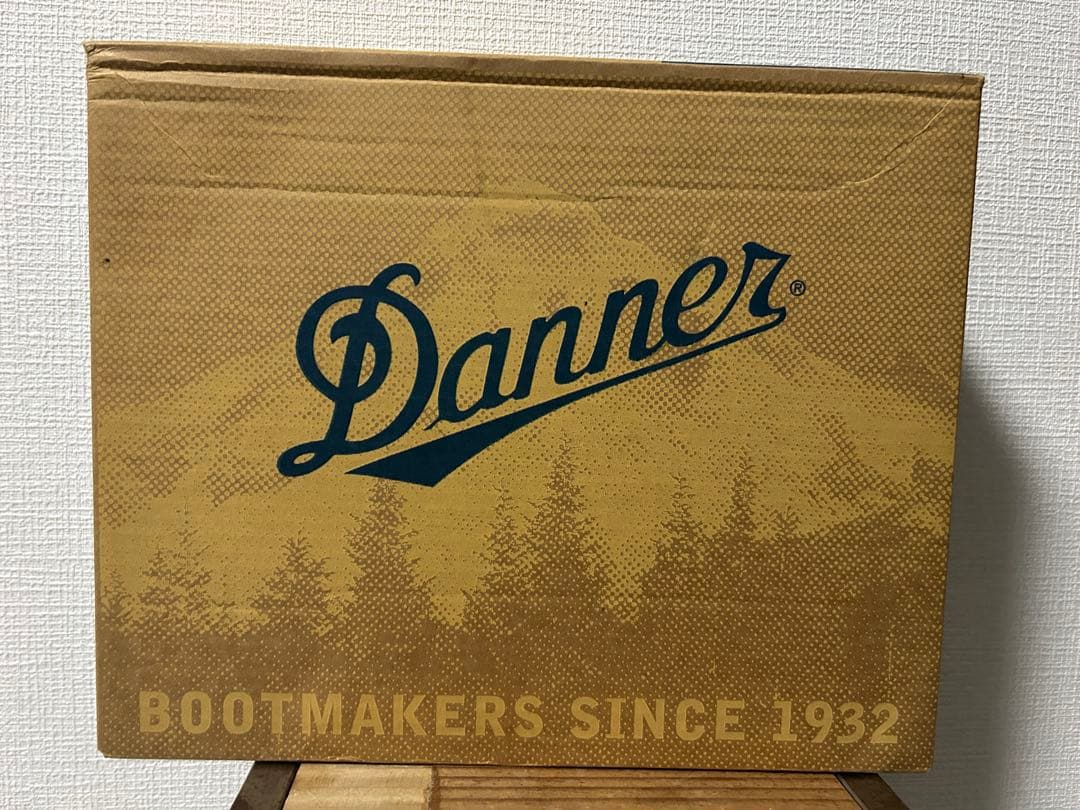 Danner®
BOOTMAKERS SINCE 1932